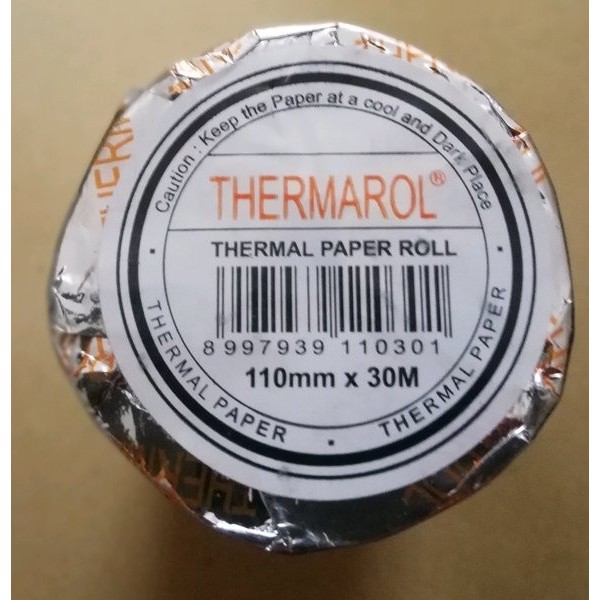 Caution : Keep the Paper at a cool and Dark Place
THERMAROL®
THERMAL PAPER ROLL
8 997939 110301
110mm x 30M
THERMAL PAPER
THERMAL PAPER